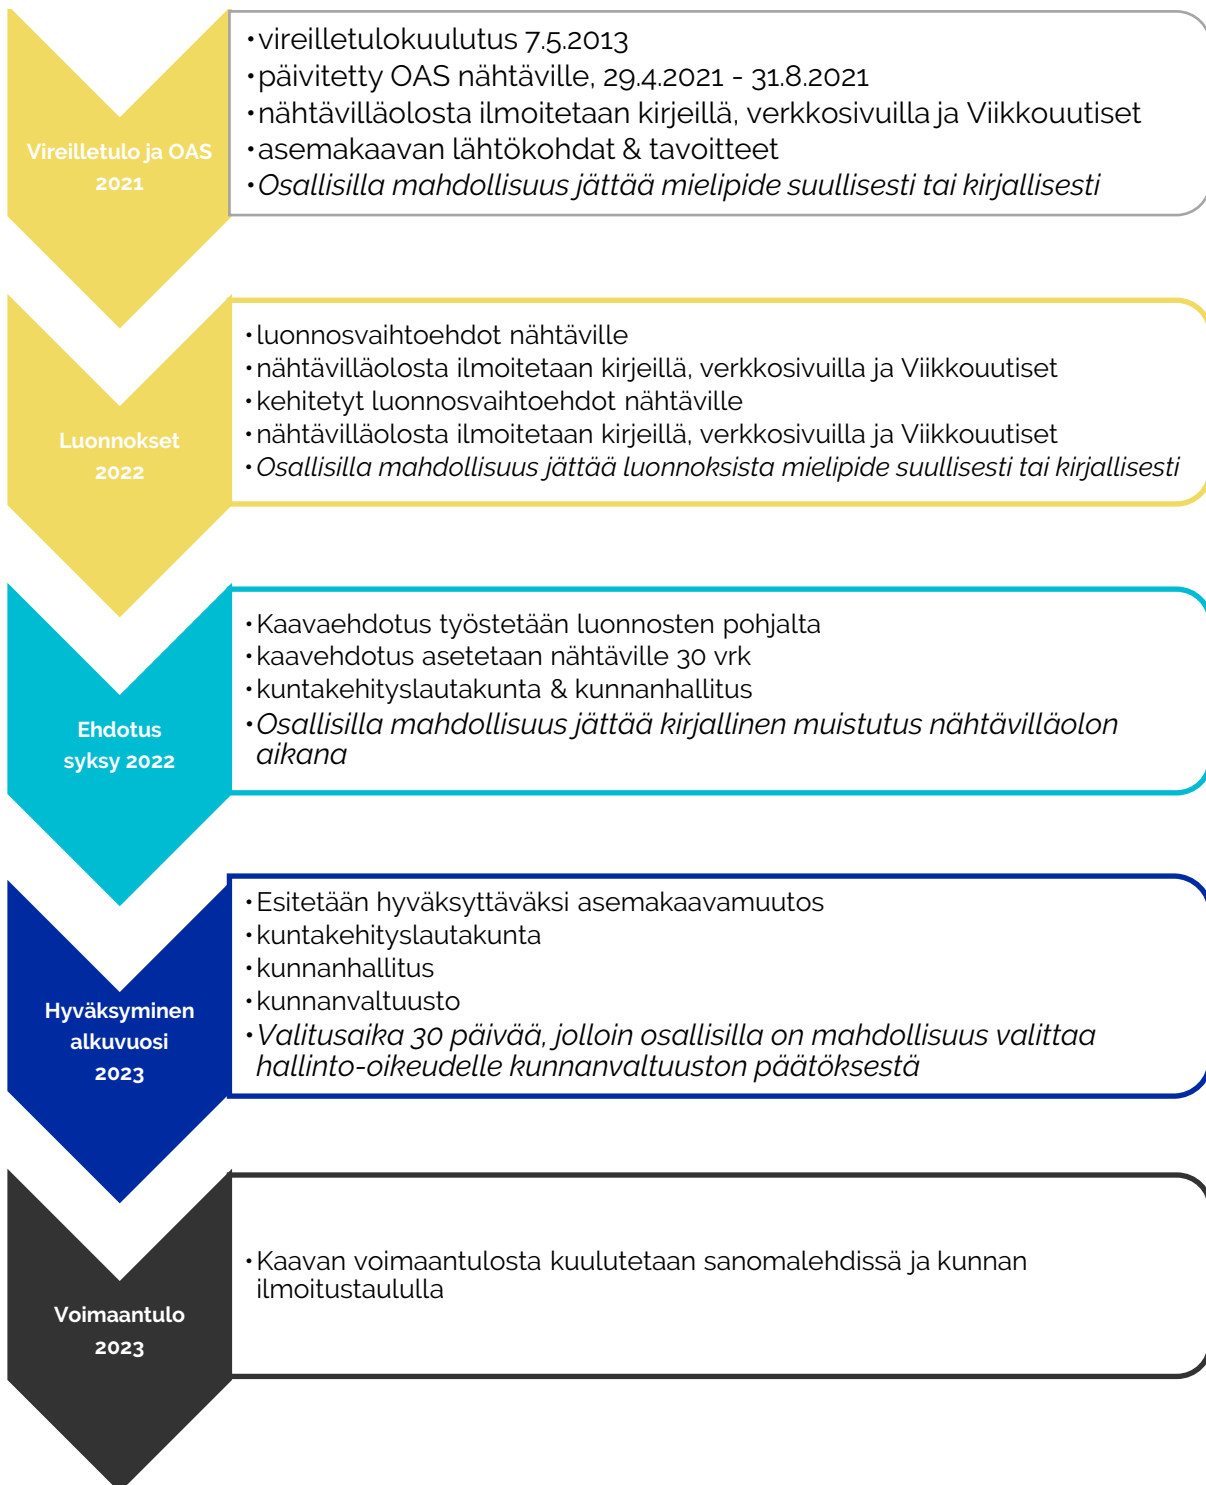 Vireilletulo ja OAS
2021
•vireilletulokuulutus 7.5.2013
•päivitetty OAS nähtäville, 29.4.2021 - 31.8.2021
•nähtävilläolosta ilmoitetaan kirjeillä, verkkosivuilla ja Viikkouutiset
•asemakaavan lähtökohdat & tavoitteet
•Osallisilla mahdollisuus jättää mielipide suullisesti tai kirjallisesti
Luonnokset
2022
•luonnosvaihtoehdot nähtäville
•nähtävilläolosta ilmoitetaan kirjeillä, verkkosivuilla ja Viikkouutiset
•kehitetyt luonnosvaihtoehdot nähtäville
•nähtävilläolosta ilmoitetaan kirjeillä, verkkosivuilla ja Viikkouutiset
•Osallisilla mahdollisuus jättää luonnoksista mielipide suullisesti tai kirjallisesti
Ehdotus
syksy 2022
•Kaavaehdotus työstetään luonnosten pohjalta
•kaavehdotus asetetaan nähtäville 30 vrk
•kuntakehityslautakunta & kunnanhallitus
•Osallisilla mahdollisuus jättää kirjallinen muistutus nähtävilläolon
aikana
Hyväksyminen
alkuvuosi
2023
•Esitetään hyväksyttäväksi asemakaavamuutos
•kuntakehityslautakunta
•kunnanhallitus
•kunnanvaltuusto
•Valitusaika 30 päivää, jolloin osallisilla on mahdollisuus valittaa
hallinto-oikeudelle kunnanvaltuuston päätöksestä
Voimaantulo
2023
•Kaavan voimaantulosta kuulutetaan sanomalehdissä ja kunnan
ilmoitustaululla